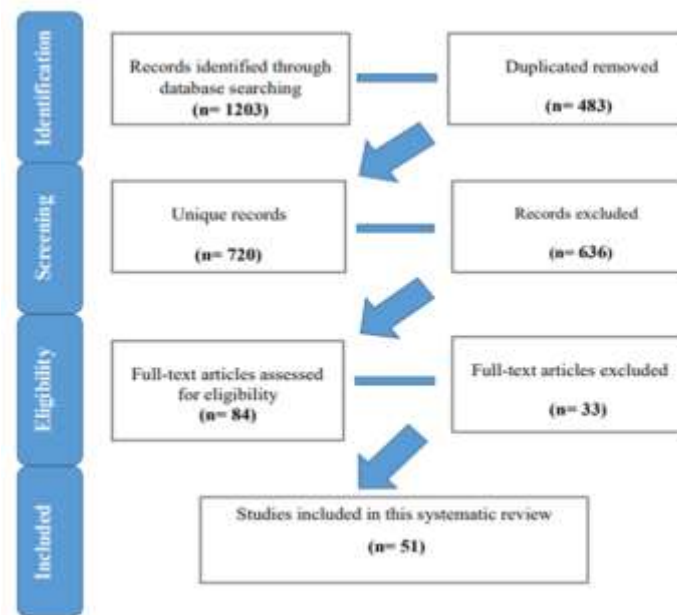 Identification
Records identified through
database searching
(n= 1203)
Duplicated removed
(n= 483)
Screening
Unique records
(n= 720)
Records excluded
(n= 636)
Eligibility
Full-text articles assessed
for eligibility
(n= 84)
Full-text articles excluded
(n= 33)
Included
Studies included in this systematic review
(n= 51)